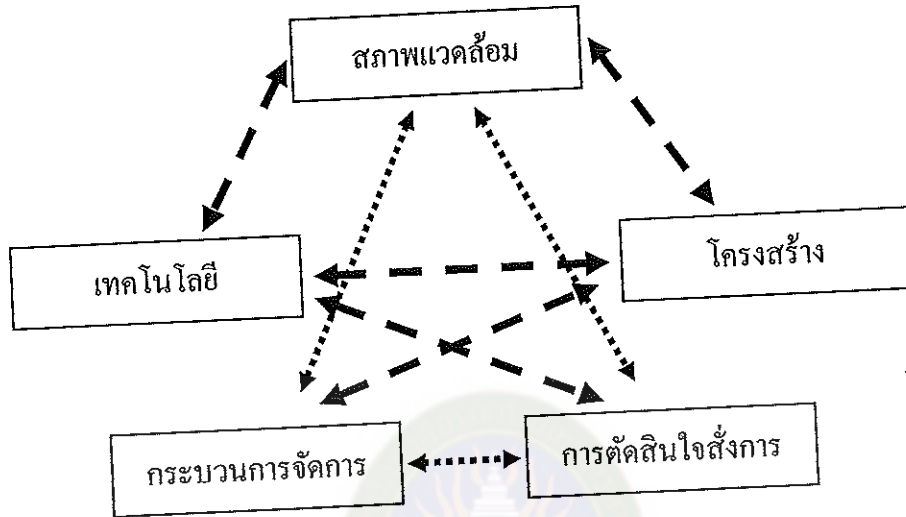 สภาพแวดล้อม
เทคโนโลยี
โครงสร้าง
กระบวนการจัดการ
การตัดสินใจสั่งการ